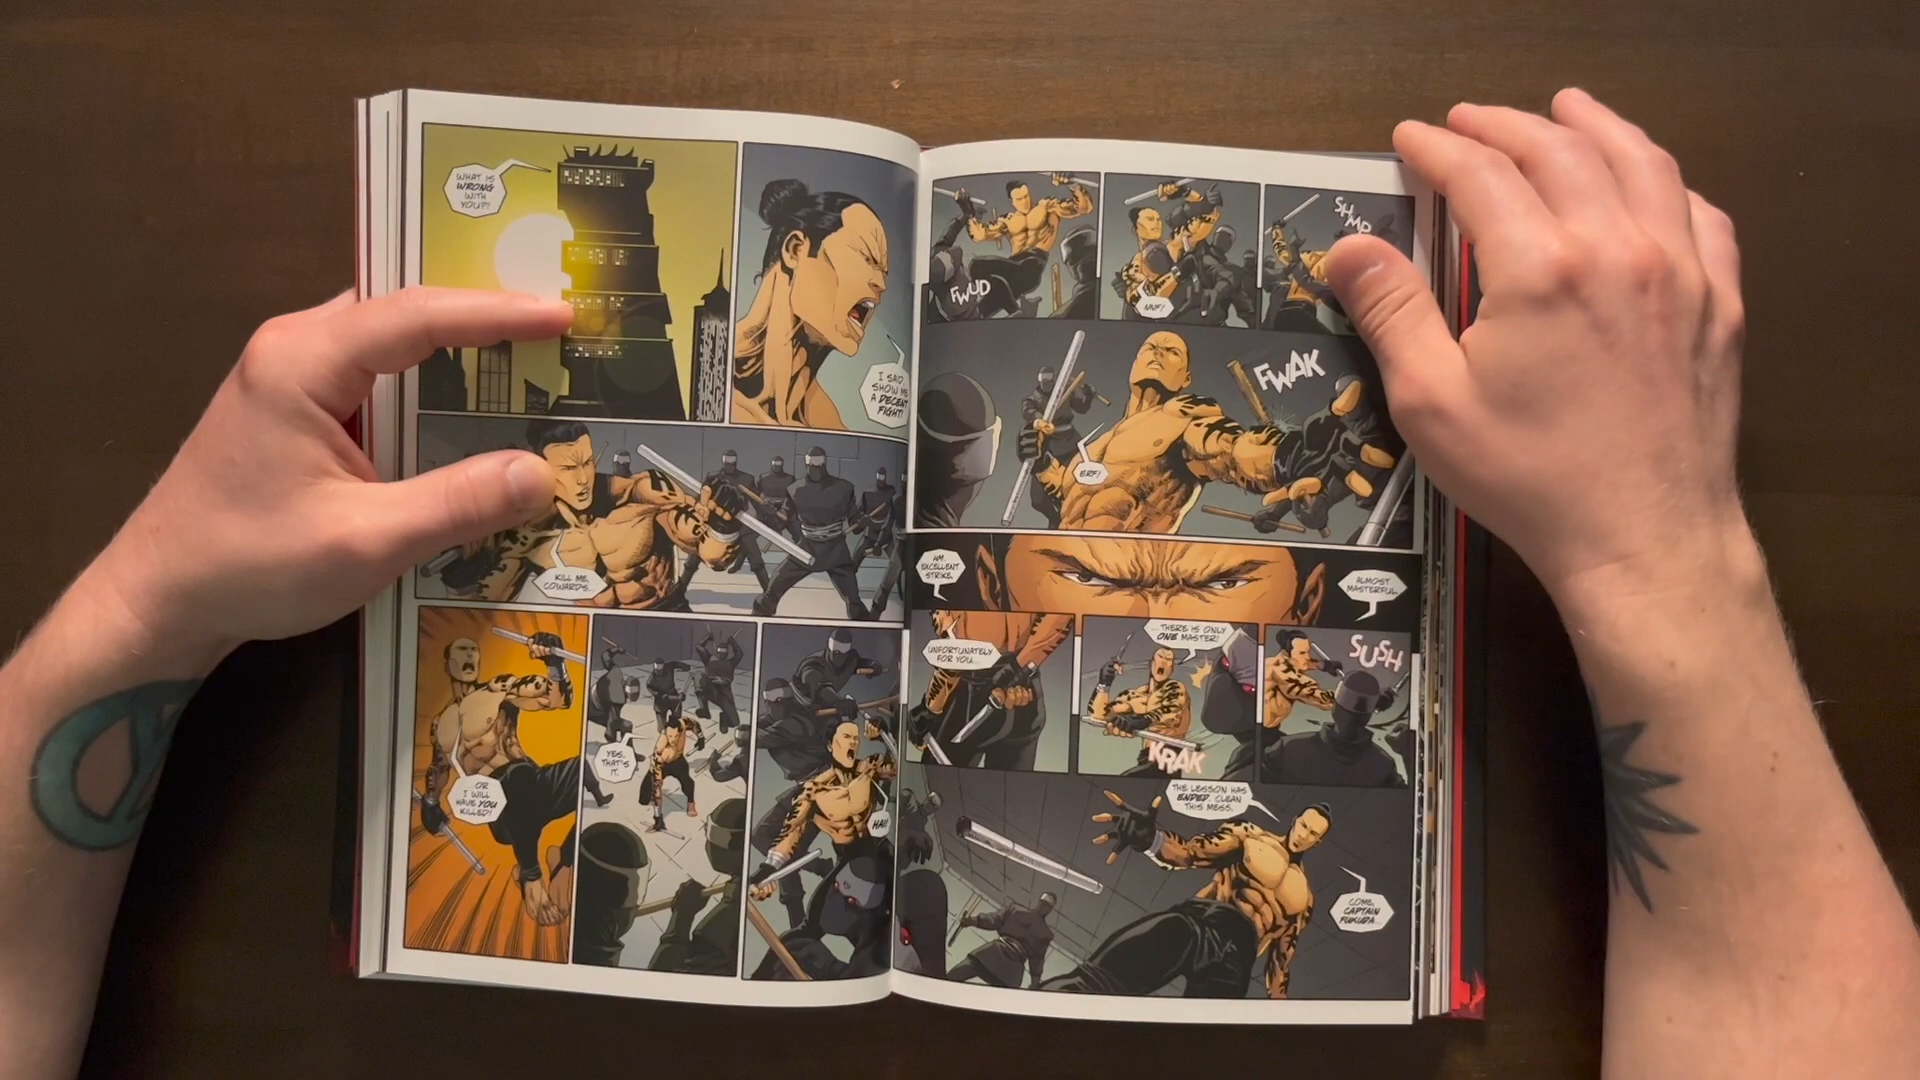 WHAT IS
WRONG
WITH
YOU?!
I SAID,
SHOW ME
A DECENT
FIGHT!
KILL ME,
COWARDS...
OR
I WILL
HAVE YOU
KILLED!
YES.
THAT'S
IT.
HAI!
FWUD
NNF!
FWAK
ERF!
HM.
EXCELLENT
STRIKE.
ALMOST
MASTERFUL.
UNFORTUNATELY
FOR YOU...
...THERE IS ONLY
ONE MASTER!
KRAK
SUSH
THE LESSON HAS
ENDED. CLEAN
THIS MESS.
COME,
CAPTAIN
FUKUDA...